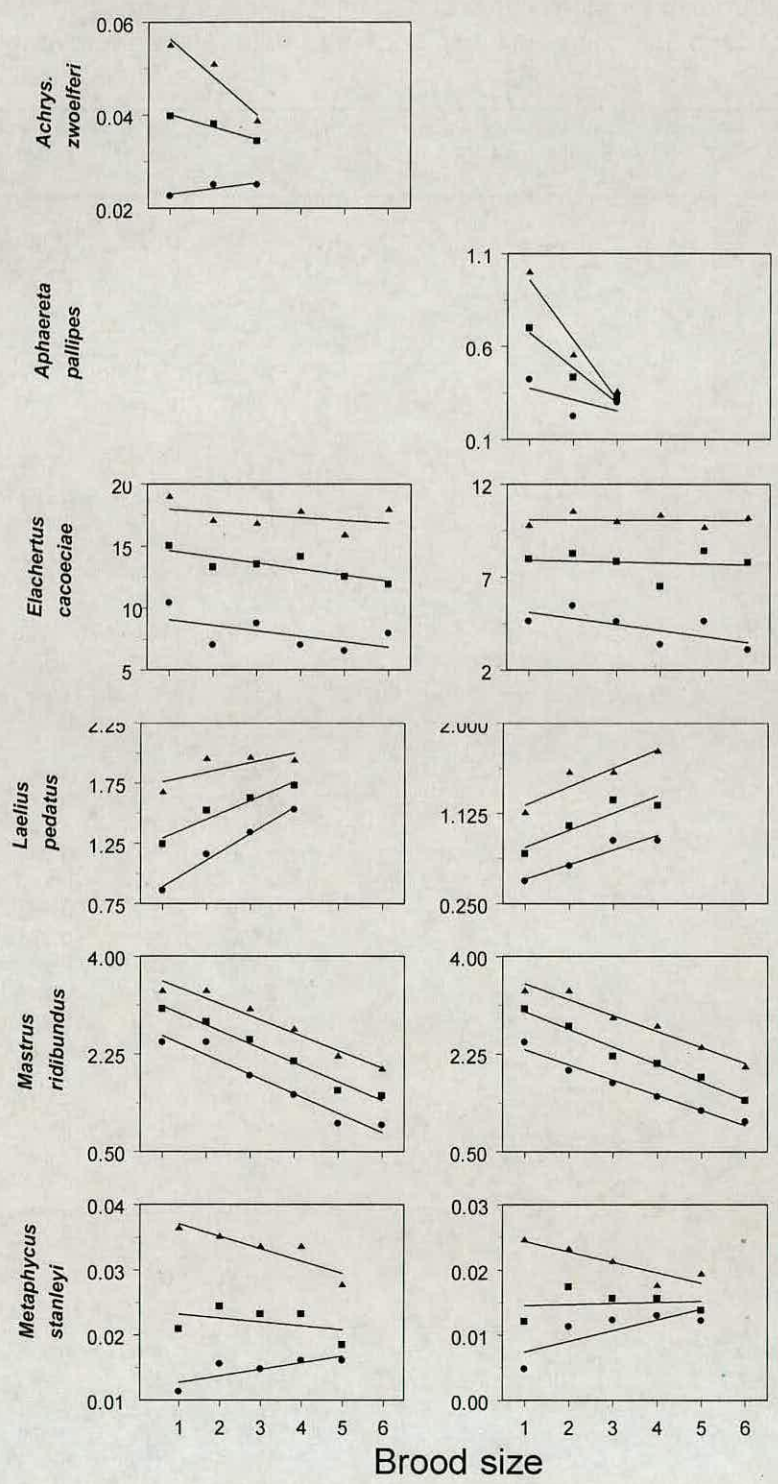 0.06
0.04
0.02
Achrys.
zwoelferi
1.1
0.6
0.1
Aphaereta
pallipes
20
15
10
5
12
7
2
Elachertus
cacoeciae
2.25
1.75
1.25
0.75
2.000
1.125
0.250
Laelius
pedatus
4.00
2.25
0.50
4.00
2.25
0.50
Mastrus
ridibundus
0.04
0.03
0.02
0.01
0.03
0.02
0.01
0.00
Metaphycus
stanleyi
1 2 3 4 5 6
1 2 3 4 5 6
Brood size